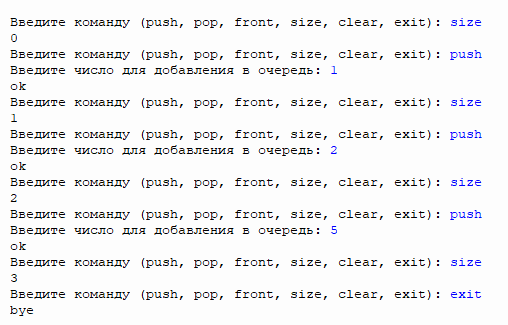 Введите команду (push, pop, front, size, clear, exit): size
0
Введите команду (push, pop, front, size, clear, exit): push
Введите число для добавления в очередь: 1
ok
Введите команду (push, pop, front, size, clear, exit): size
1
Введите команду (push, pop, front, size, clear, exit): push
Введите число для добавления в очередь: 2
ok
Введите команду (push, pop, front, size, clear, exit): size
2
Введите команду (push, pop, front, size, clear, exit): push
Введите число для добавления в очередь: 5
ok
Введите команду (push, pop, front, size, clear, exit): size
3
Введите команду (push, pop, front, size, clear, exit): exit
bye